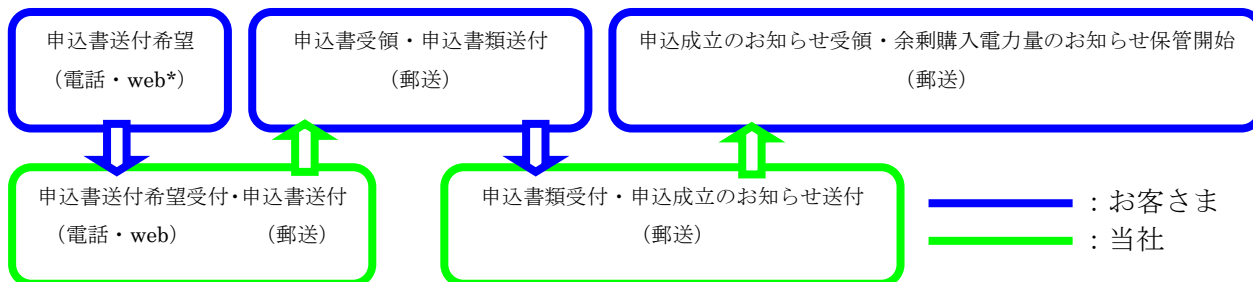 申込書送付希望
（電話・web*）
申込書受領・申込書類送付
（郵送）
申込成立のお知らせ受領・余剰購入電力量のお知らせ保管開始
（郵送）
申込書送付希望受付・申込書送付
（電話・web）　（郵送）
申込書類受付・申込成立のお知らせ送付
（郵送）
：お客さま
：当社